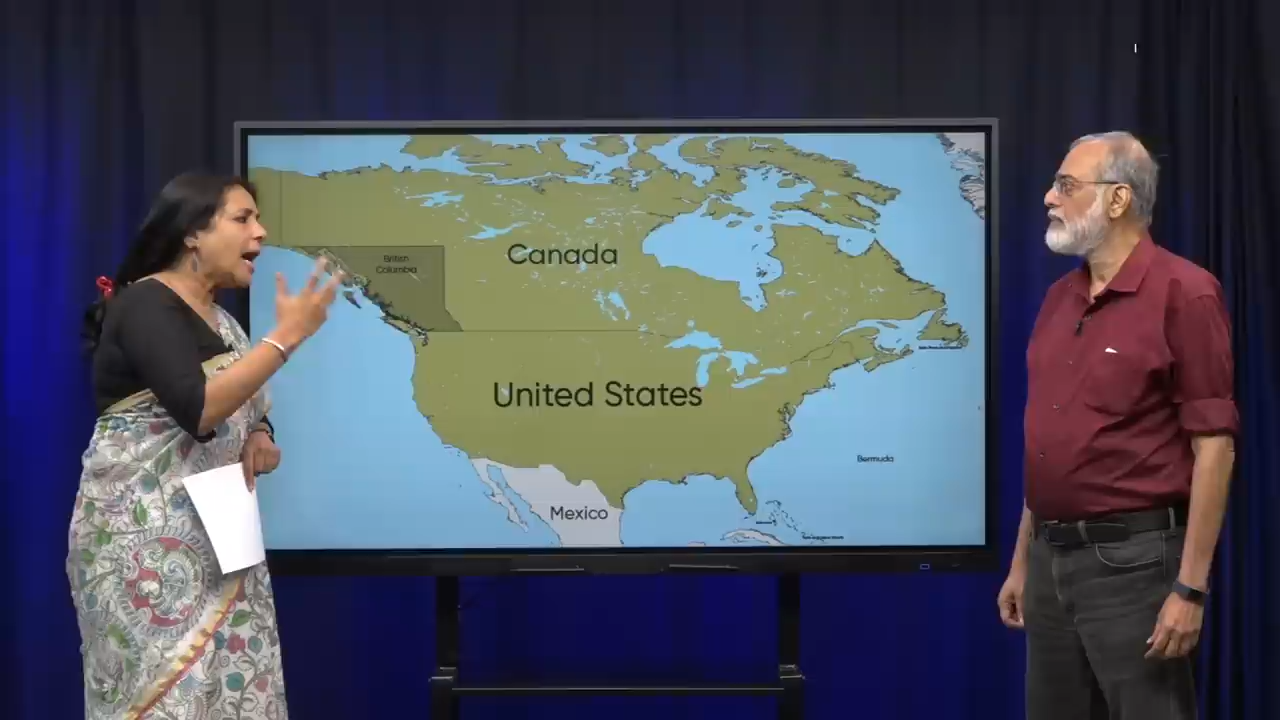 British
Columbia
Canada
United States
Bermuda
Mexico